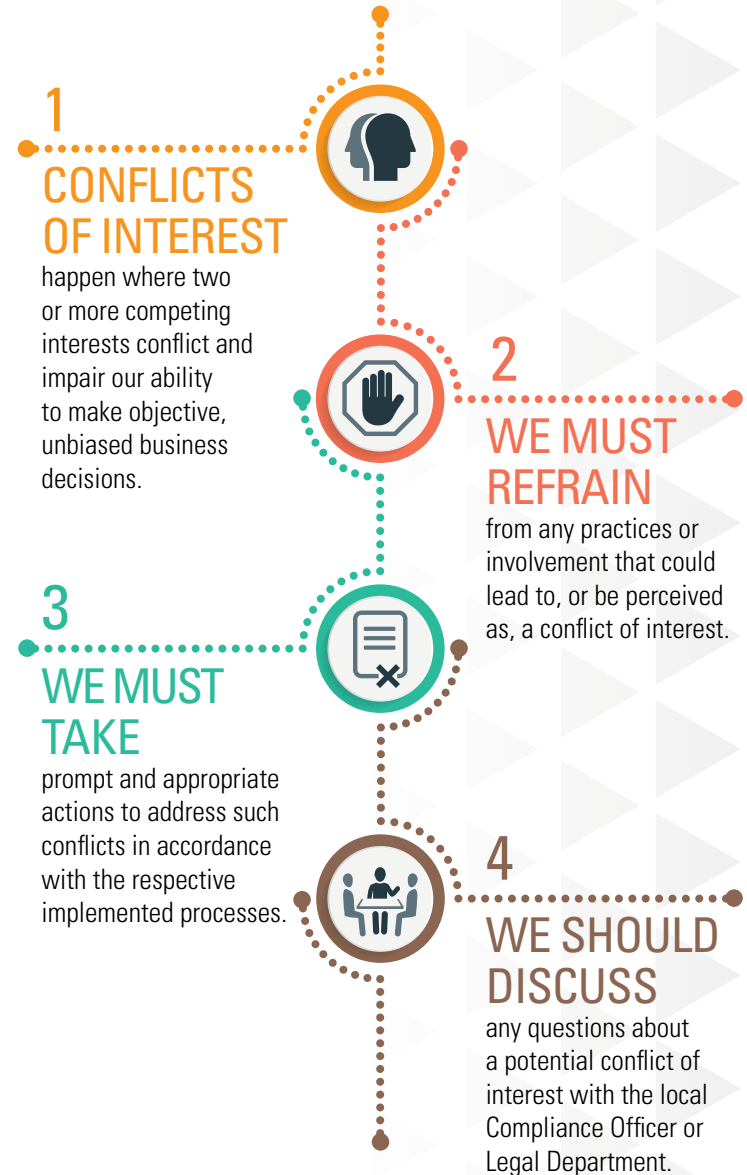 1
CONFLICTS
OF INTEREST
happen where two
or more competing
interests conflict and
impair our ability
to make objective,
unbiased business
decisions.
2
WE MUST
REFRAIN
from any practices or
involvement that could
lead to, or be perceived
as, a conflict of interest.
3
WE MUST
TAKE
prompt and appropriate
actions to address such
conflicts in accordance
with the respective
implemented processes.
4
WE SHOULD
DISCUSS
any questions about
a potential conflict of
interest with the local
Compliance Officer or
Legal Department.